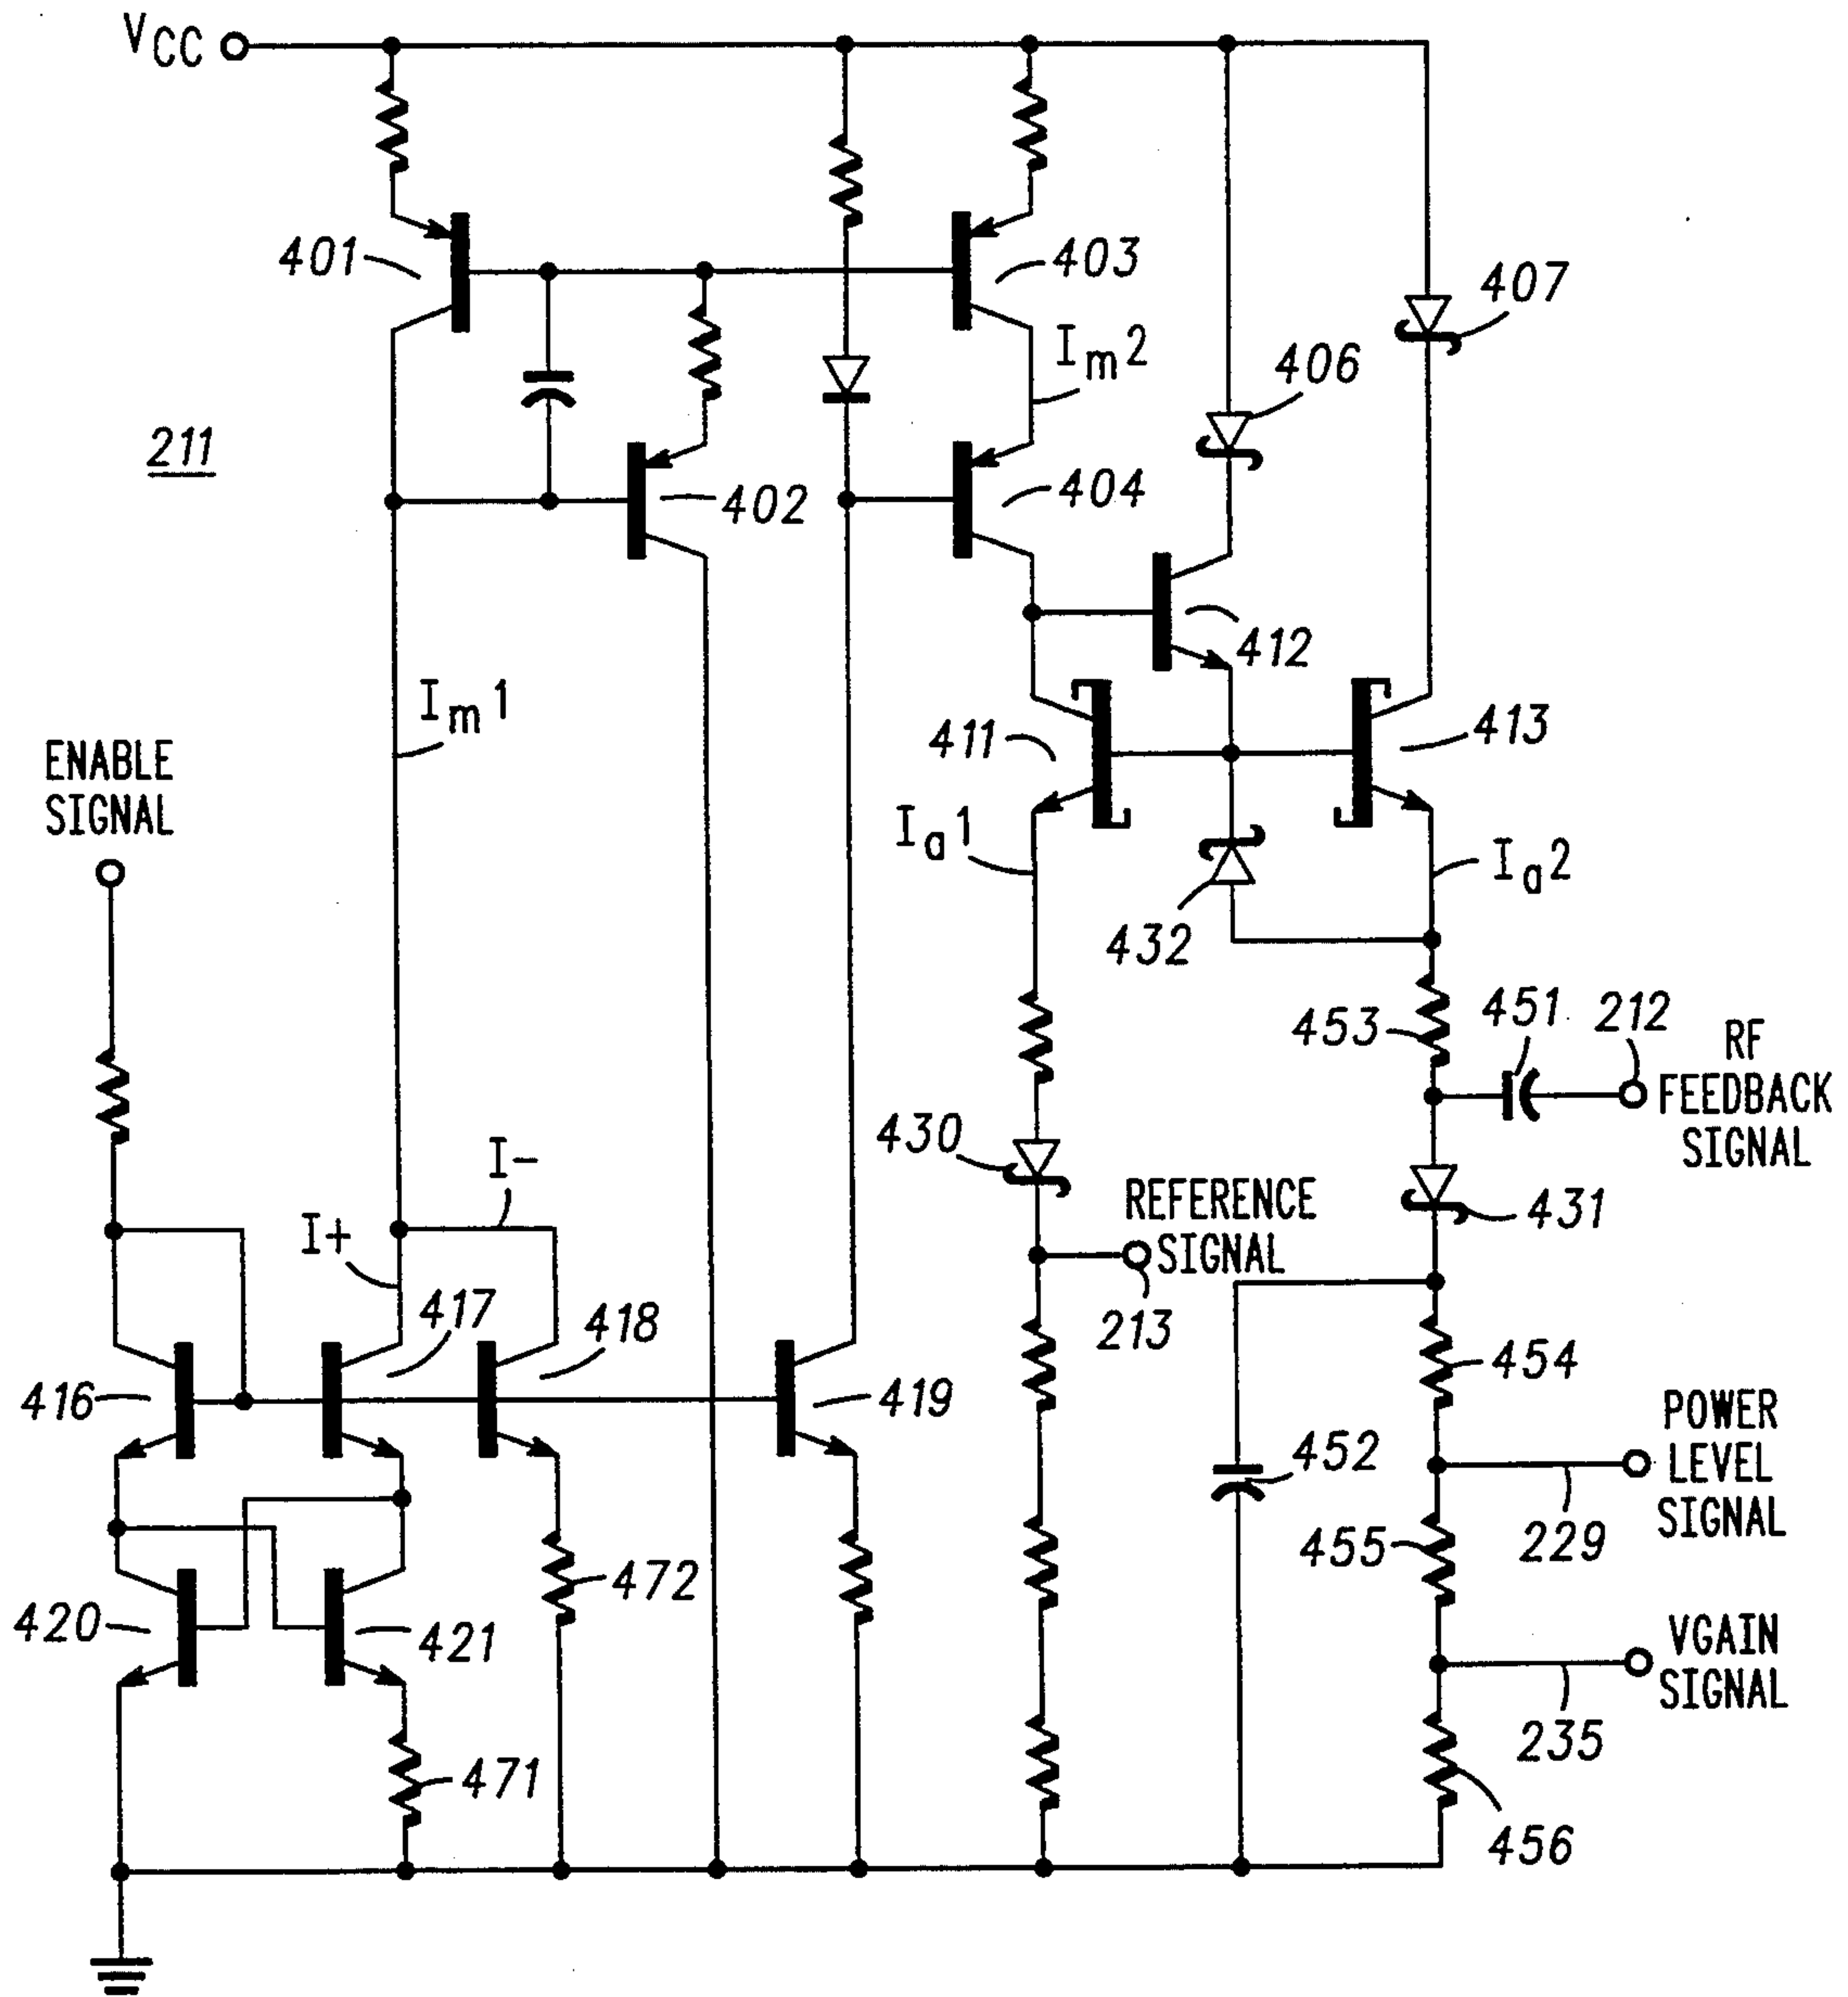 VCC
401
403
407
Im2
406
211
402
404
412
Im1
411
413
ENABLE
SIGNAL
Ia1
Ia2
432
453
451
212
RF
FEEDBACK
SIGNAL
430
I-
REFERENCE
SIGNAL
431
I+
417
418
213
454
416
419
POWER
LEVEL
SIGNAL
452
455
229
472
420
421
VGAIN
SIGNAL
471
235
456